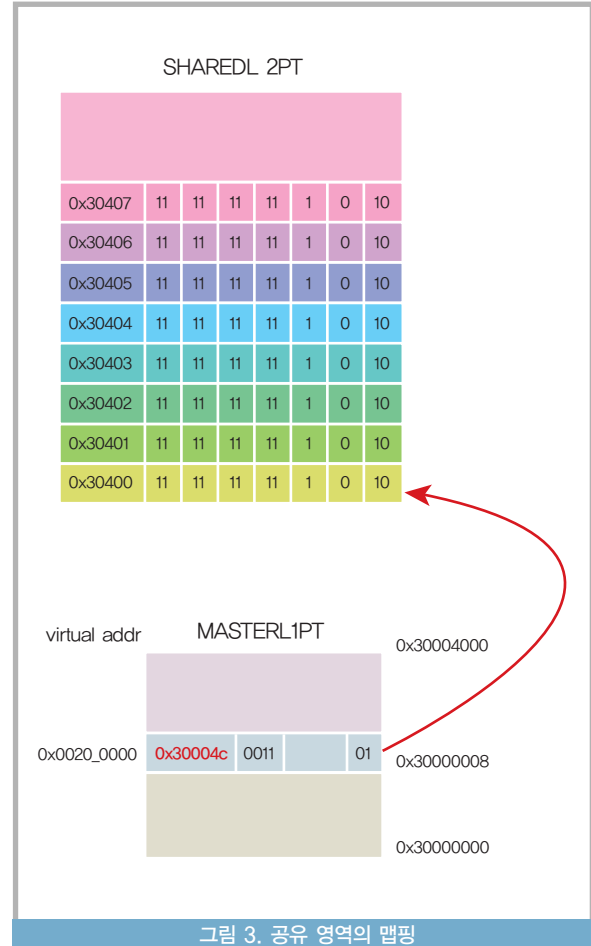 SHAREDL 2PT
0x30407 11 11 11 11 1 0 10
0x30406 11 11 11 11 1 0 10
0x30405 11 11 11 11 1 0 10
0x30404 11 11 11 11 1 0 10
0x30403 11 11 11 11 1 0 10
0x30402 11 11 11 11 1 0 10
0x30401 11 11 11 11 1 0 10
0x30400 11 11 11 11 1 0 10
virtual addr MASTERL1PT
0x30004000
0x0020_0000 0x30004c 0011 01 0x30000008
0x30000000
그림 3. 공유 영역의 맵핑